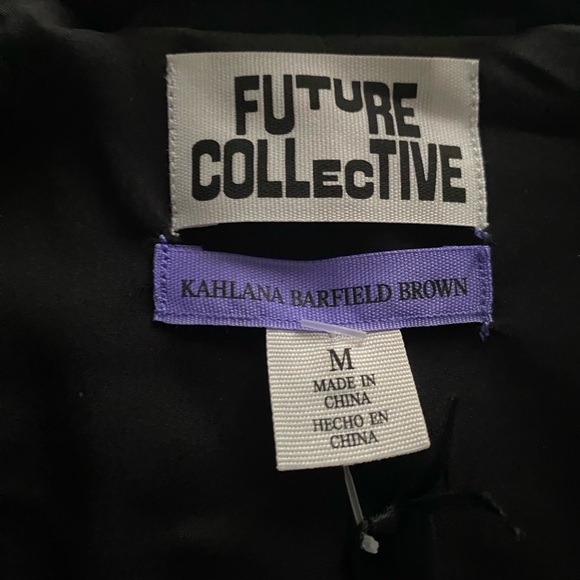 FUTURE
COLLECTIVE
KAHLANA BARFIELD BROWN
M
MADE IN
CHINA
HECHO EN
CHINA